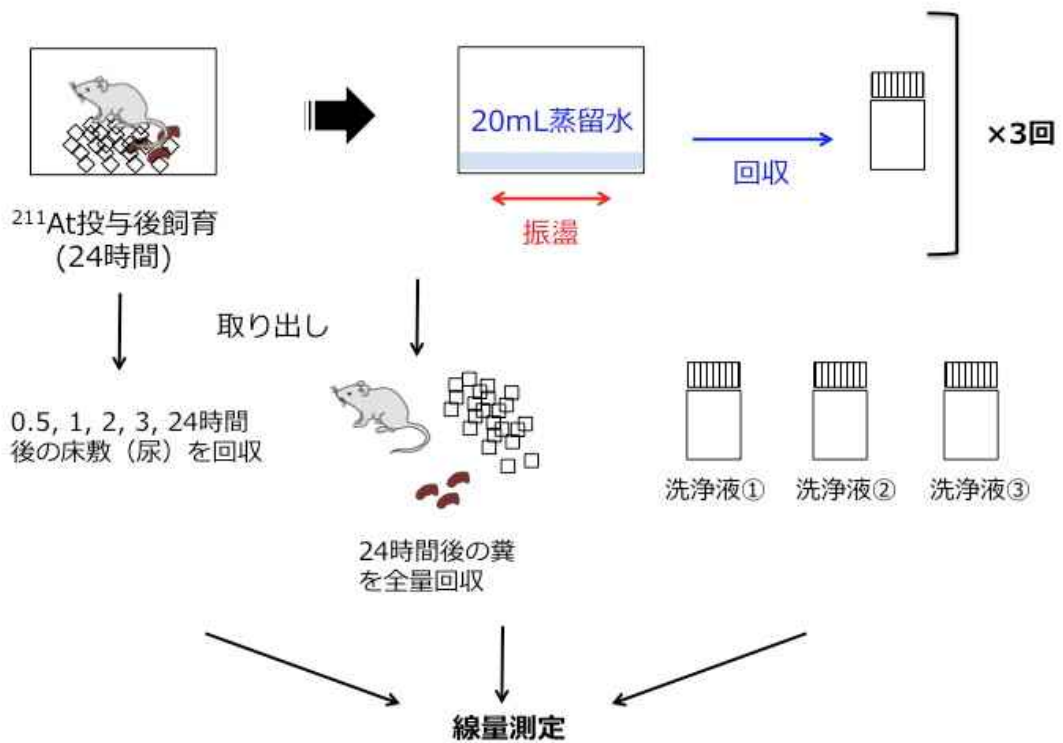 20mL蒸留水
回収
×3回
振盪
²¹¹At投与後飼育
(24時間)
取り出し
0.5, 1, 2, 3, 24時間
後の床敷（尿）を回収
洗浄液① 洗浄液② 洗浄液③
24時間後の糞
を全量回収
線量測定